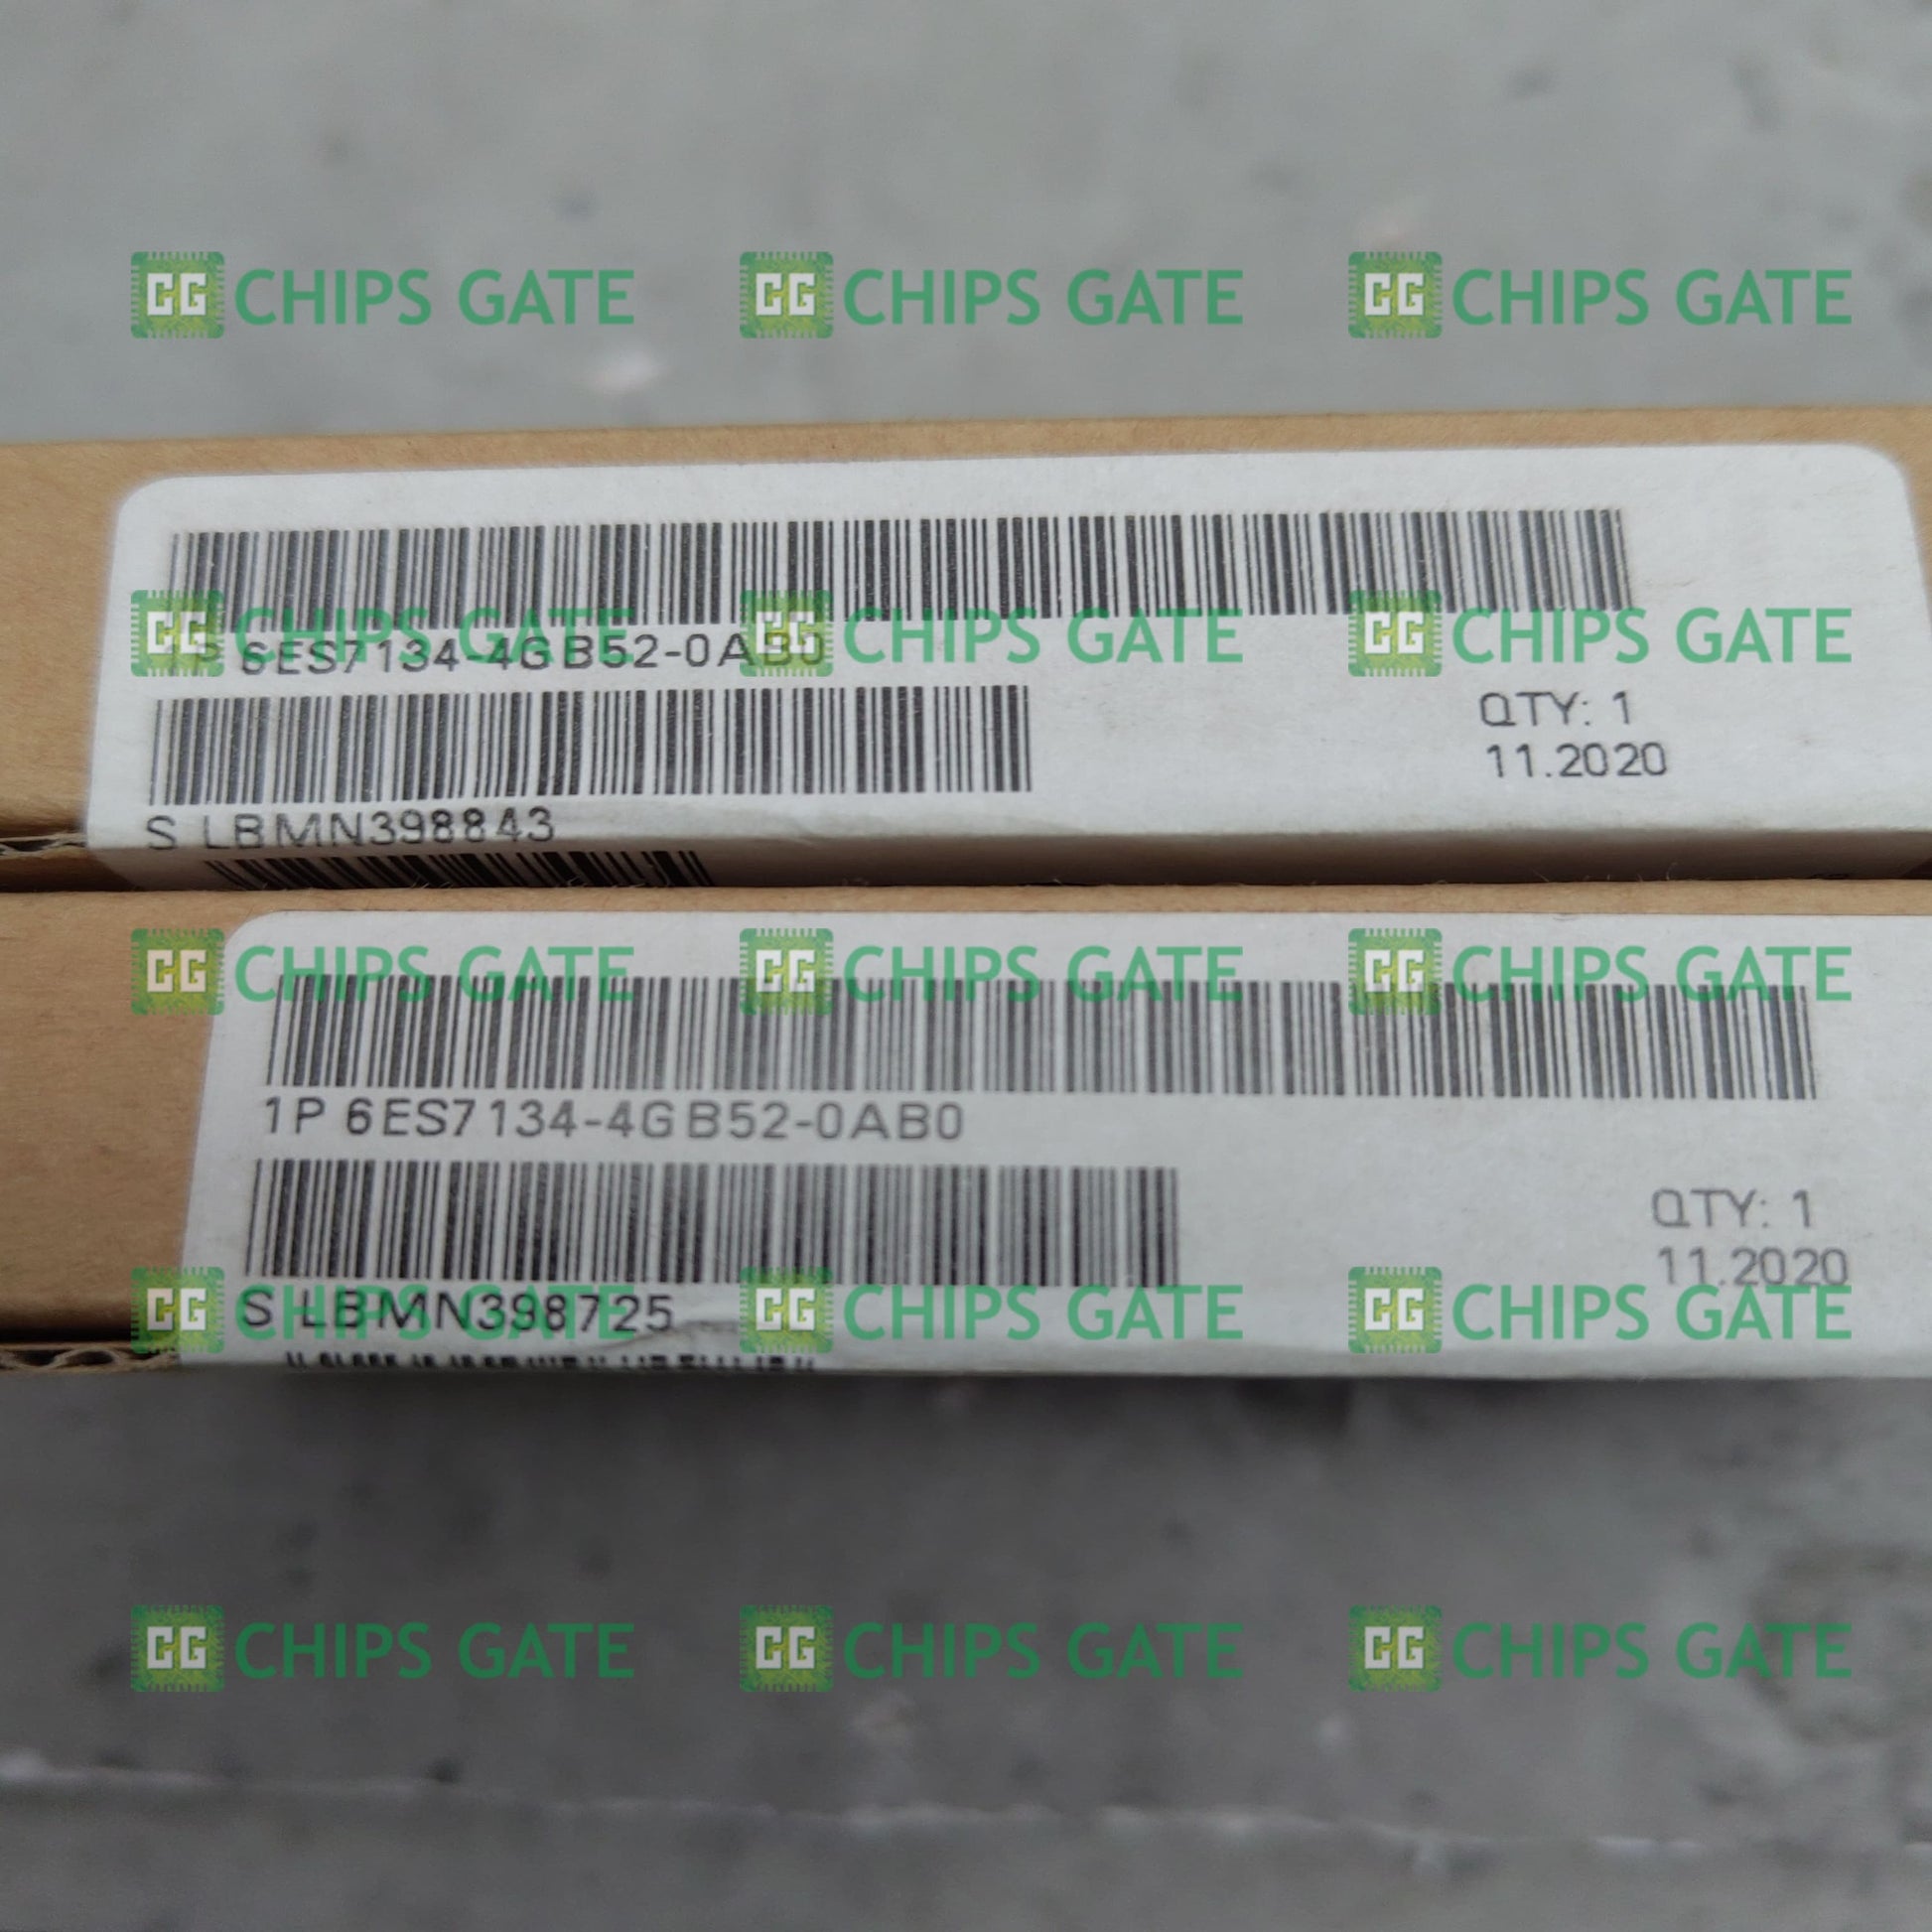 CG CHIPS GATE CG CHIPS GATE CG CHIPS GATE
CG CHIPS GATE CG CHIPS GATE CG CHIPS GATE
1P 6ES7134-4GB52-0AB0
QTY: 1
11.2020
S LBMN398843
CG CHIPS GATE CG CHIPS GATE CG CHIPS GATE
1P 6ES7134-4GB52-0AB0
QTY: 1
11.2020
S LBMN398725
CG CHIPS GATE CG CHIPS GATE CG CHIPS GATE
CG CHIPS GATE CG CHIPS GATE CG CHIPS GATE